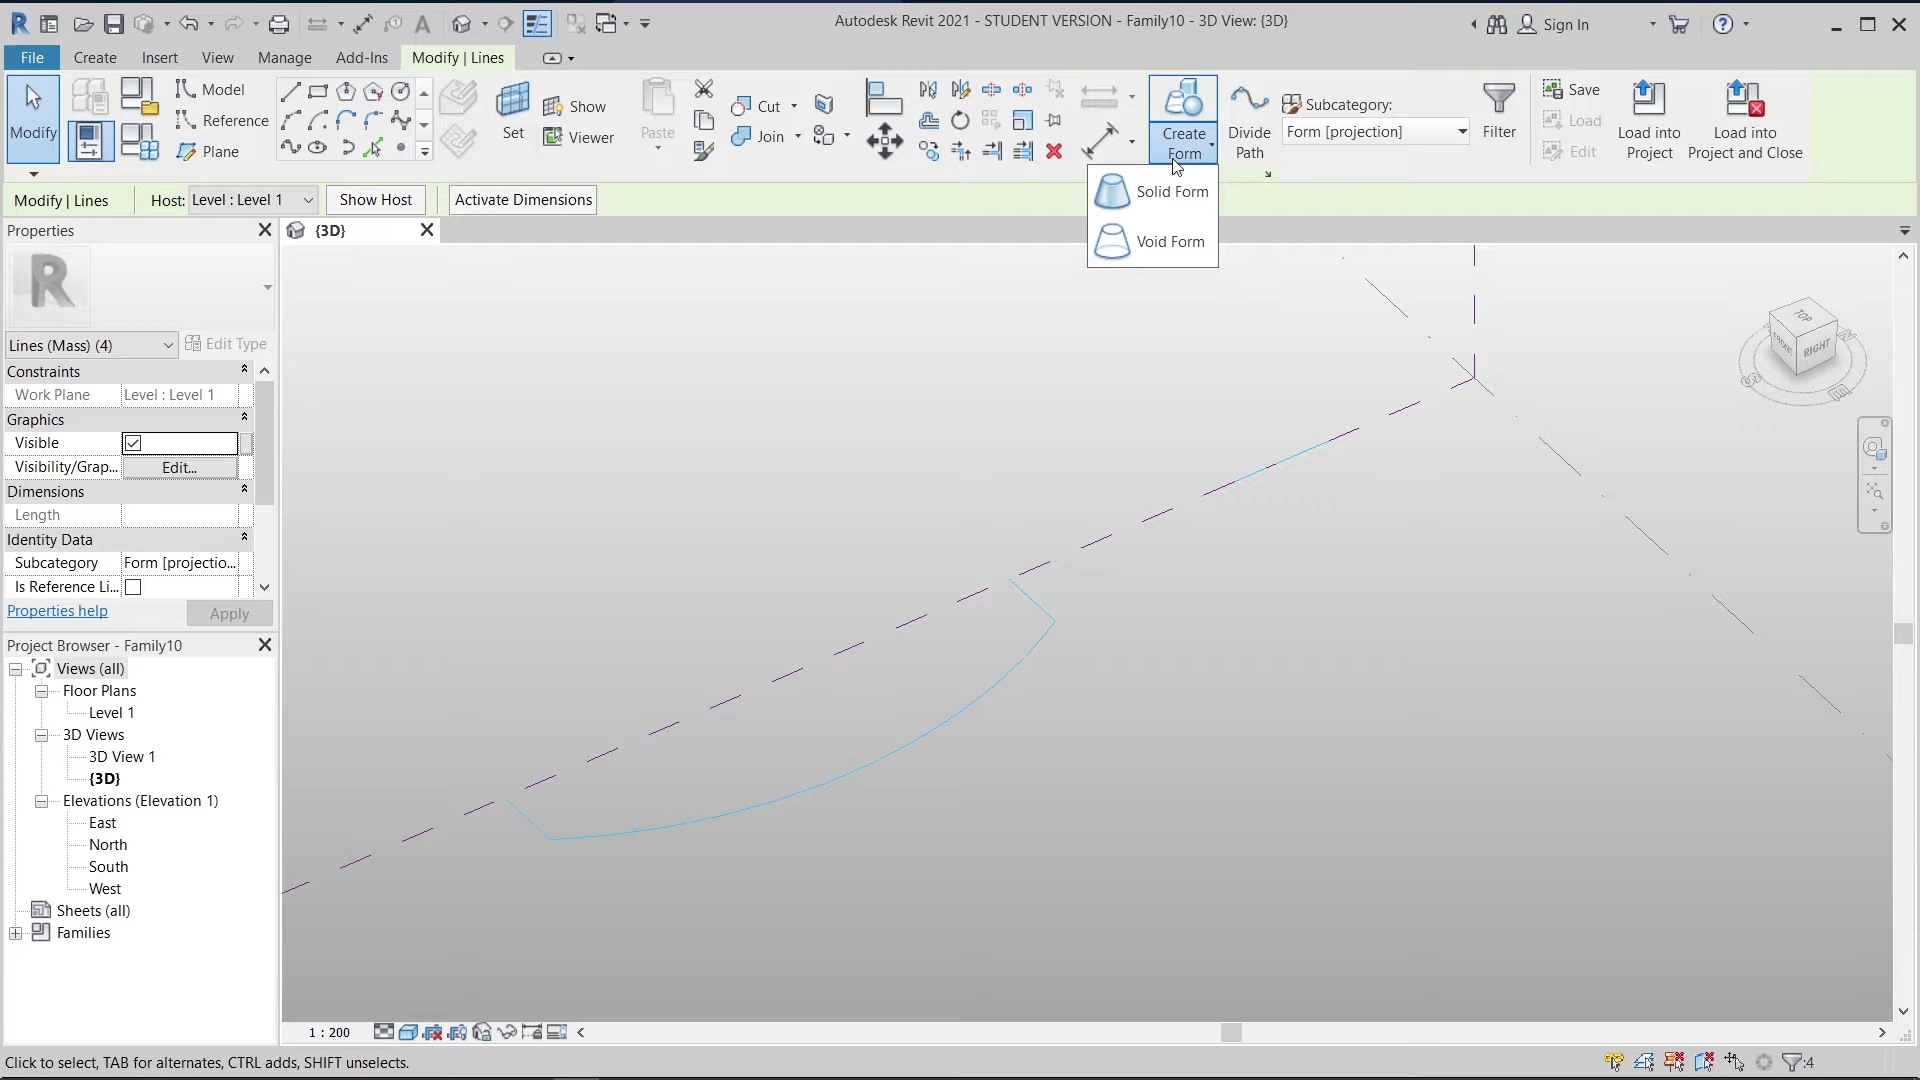 Autodesk Revit 2021 - STUDENT VERSION - Family10 - 3D View: {3D}
Sign In
File Create Insert View Manage Add-Ins Modify | Lines
Modify
Model
Reference
Plane
Set
Show
Viewer
Paste
Cut
Join
Create
Form
Divide
Path
Subcategory:
Form [projection]
Filter
Save
Load
Edit
Load into
Project
Load into
Project and Close
Solid Form
Void Form
Modify | Lines Host: Level : Level 1 Show Host Activate Dimensions
Properties
{3D}
R
Lines (Mass) (4) Edit Type
Constraints
Work Plane Level : Level 1
Graphics
Visible
Visibility/Grap... Edit...
Dimensions
Length
Identity Data
Subcategory Form [projectio...
Is Reference Li...
Properties help Apply
Project Browser - Family10
Views (all)
Floor Plans
Level 1
3D Views
3D View 1
{3D}
Elevations (Elevation 1)
East
North
South
West
Sheets (all)
Families
TOP
RIGHT
1 : 200
Click to select, TAB for alternates, CTRL adds, SHIFT unselects.
:4